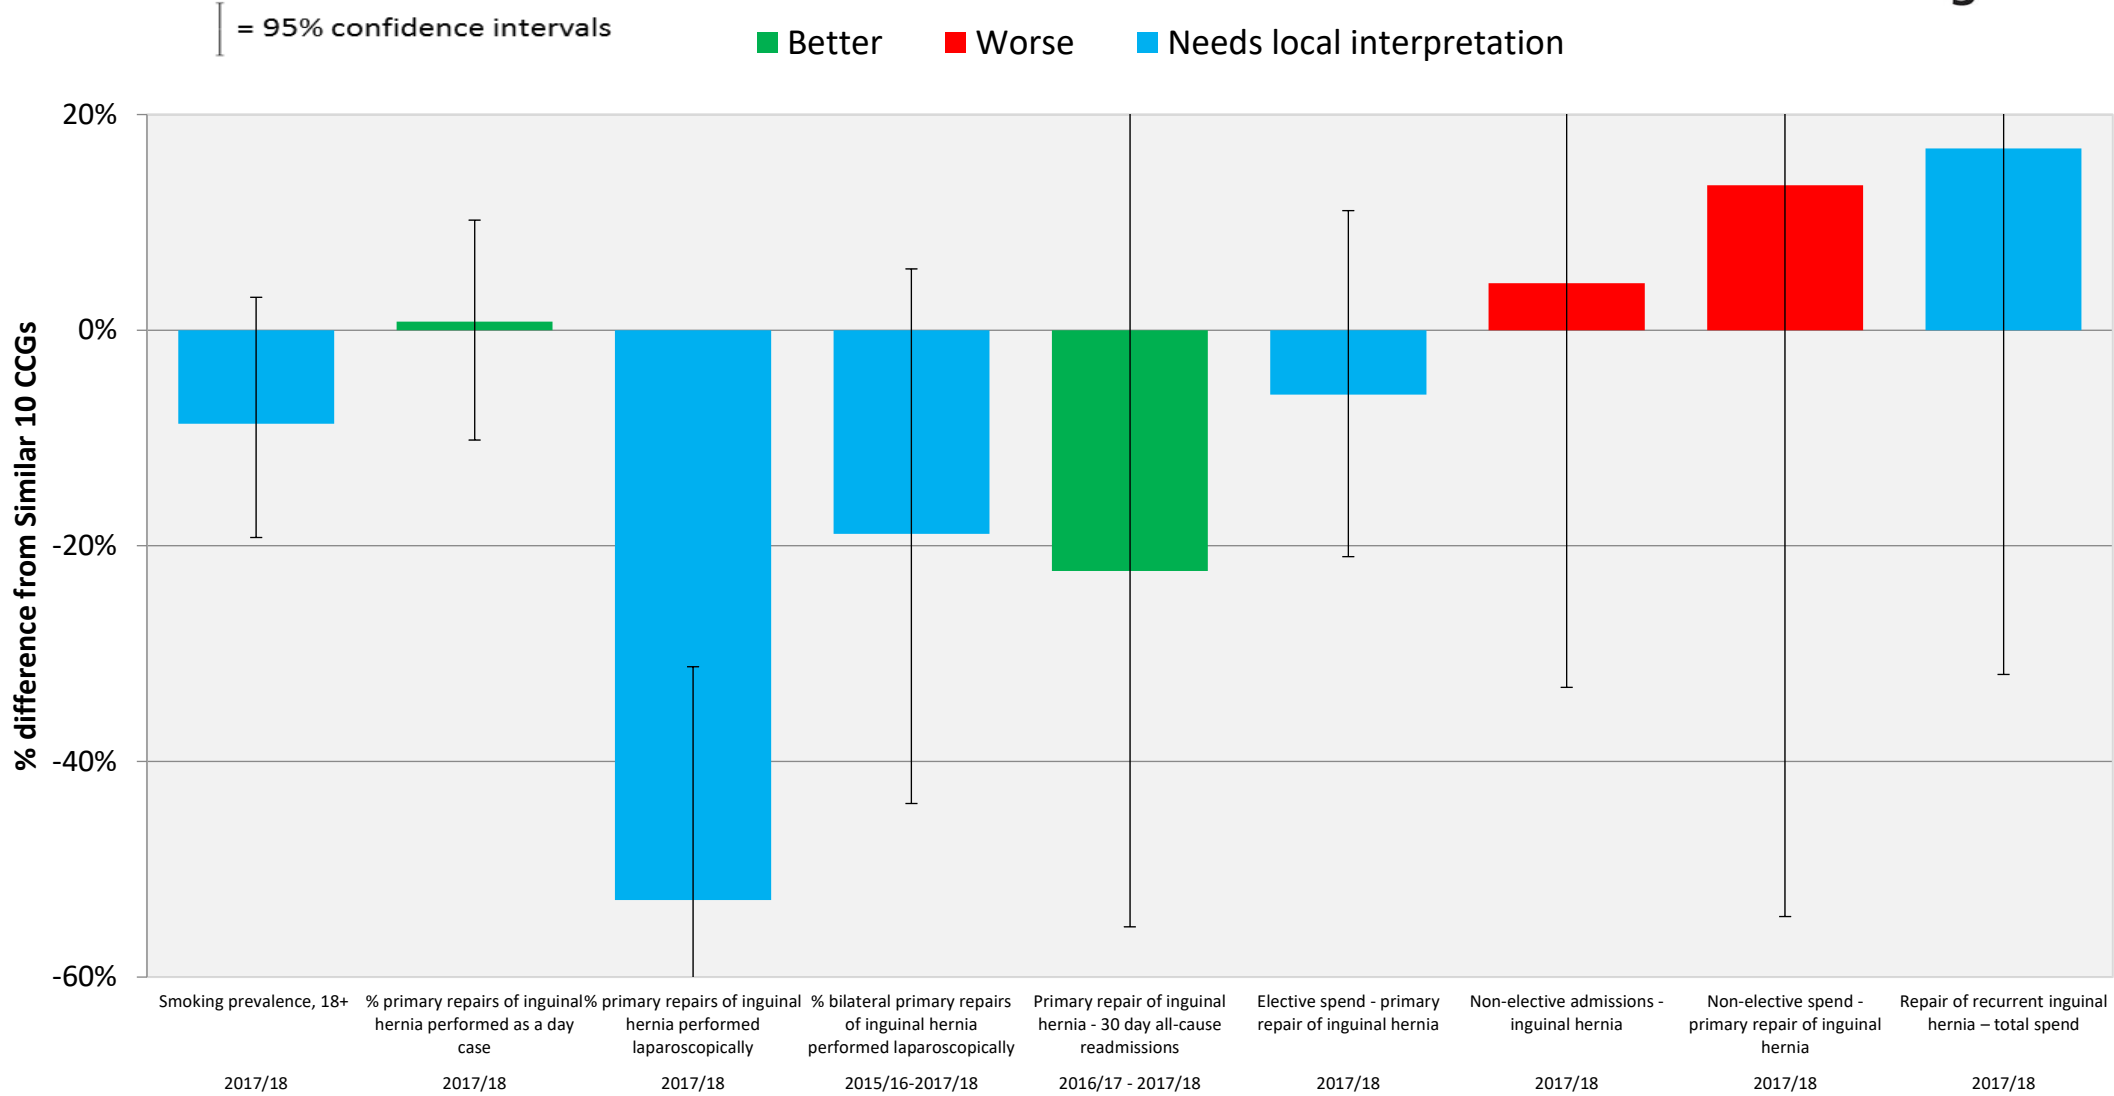 = 95% confidence intervals
Better
Worse
Needs local interpretation
% difference from Similar 10 CCGs
20%
0%
-20%
-40%
-60%
Smoking prevalence, 18+
2017/18
% primary repairs of inguinal
hernia performed as a day
case
2017/18
% primary repairs of inguinal
hernia performed
laparoscopically
2017/18
% bilateral primary repairs
of inguinal hernia
performed laparoscopically
2015/16-2017/18
Primary repair of inguinal
hernia - 30 day all-cause
readmissions
2016/17 - 2017/18
Elective spend - primary
repair of inguinal hernia
2017/18
Non-elective admissions -
inguinal hernia
2017/18
Non-elective spend -
primary repair of inguinal
hernia
2017/18
Repair of recurrent inguinal
hernia – total spend
2017/18